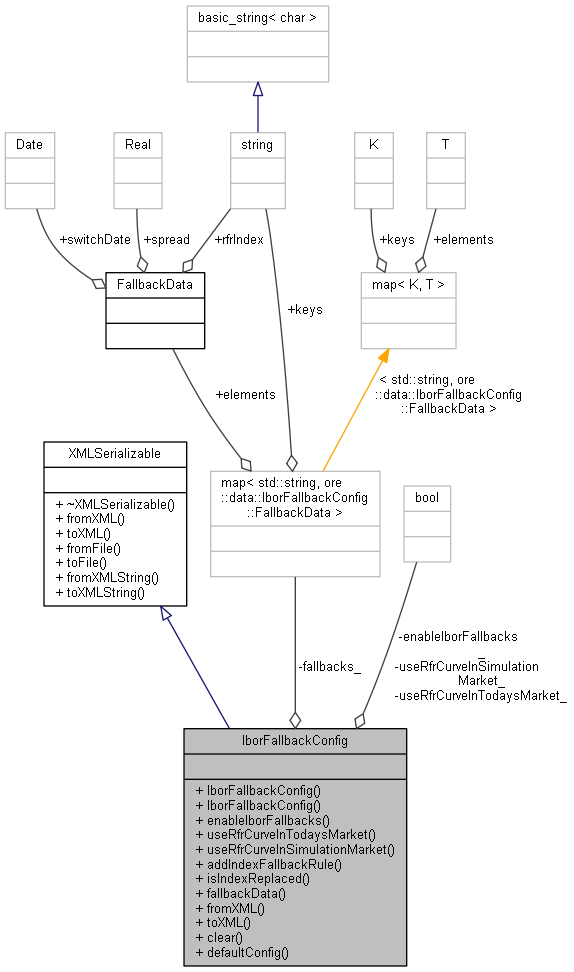 basic_string< char >
Date
Real
string
K
T
+switchDate
+spread
+rfrIndex
+keys
+elements
FallbackData
map< K, T >
+keys
+elements
< std::string, ore
::data::IborFallbackConfig
::FallbackData >
XMLSerializable
+ ~XMLSerializable()
+ fromXML()
+ toXML()
+ fromFile()
+ toFile()
+ fromXMLString()
+ toXMLString()
map< std::string, ore
::data::IborFallbackConfig
::FallbackData >
bool
-fallbacks_
-enableIborFallbacks
_
-useRfrCurveInSimulation
Market_
-useRfrCurveInTodaysMarket_
IborFallbackConfig
+ IborFallbackConfig()
+ IborFallbackConfig()
+ enableIborFallbacks()
+ useRfrCurveInTodaysMarket()
+ useRfrCurveInSimulationMarket()
+ addIndexFallbackRule()
+ isIndexReplaced()
+ fallbackData()
+ fromXML()
+ toXML()
+ clear()
+ defaultConfig()